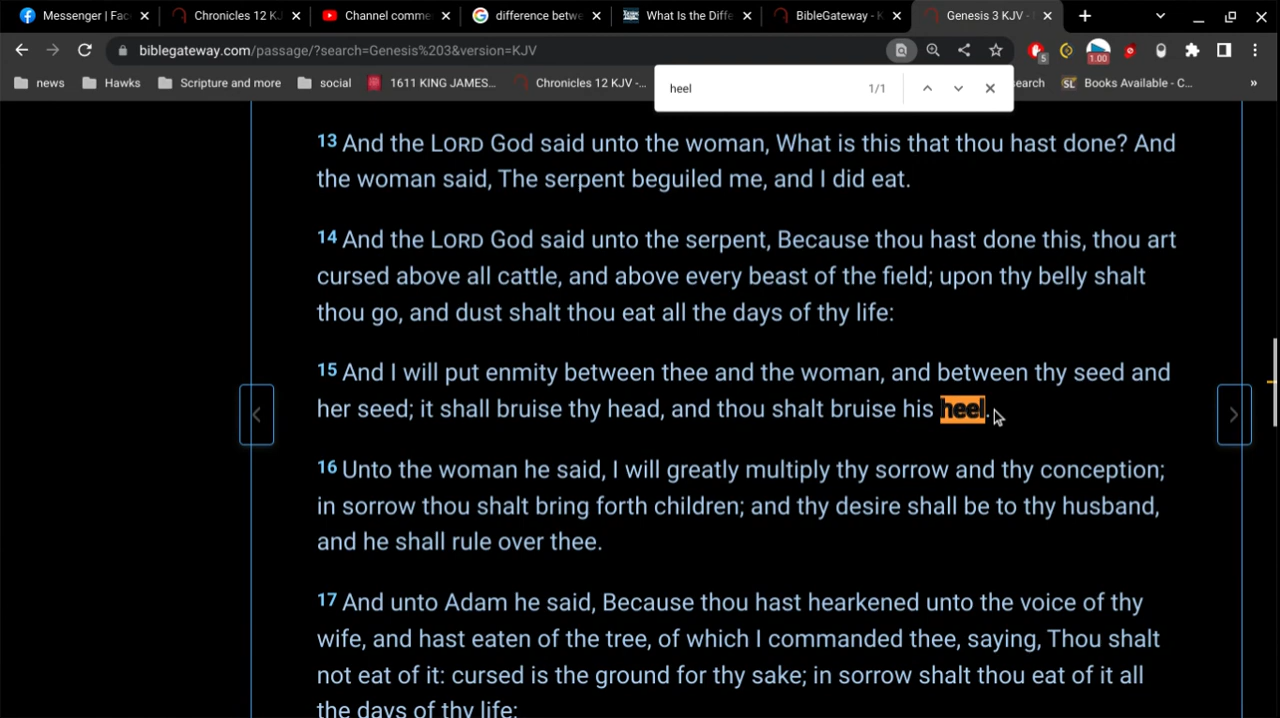 Messenger | Fac
Chronicles 12 K
Channel comme
difference betw
What Is the Diffe
BibleGateway - K
Genesis 3 KJV -
biblegateway.com/passage/?search=Genesis%203&version=KJV
5
1.00
news
Hawks
Scripture and more
social
1611 KING JAMES...
Chronicles 12 KJV -...
earch
Books Available - C...
»
heel
1/1
13 And the LORD God said unto the woman, What is this that thou hast done? And
the woman said, The serpent beguiled me, and I did eat.
14 And the LORD God said unto the serpent, Because thou hast done this, thou art
cursed above all cattle, and above every beast of the field; upon thy belly shalt
thou go, and dust shalt thou eat all the days of thy life:
15 And I will put enmity between thee and the woman, and between thy seed and
her seed; it shall bruise thy head, and thou shalt bruise his heel.
16 Unto the woman he said, I will greatly multiply thy sorrow and thy conception;
in sorrow thou shalt bring forth children; and thy desire shall be to thy husband,
and he shall rule over thee.
17 And unto Adam he said, Because thou hast hearkened unto the voice of thy
wife, and hast eaten of the tree, of which I commanded thee, saying, Thou shalt
not eat of it: cursed is the ground for thy sake; in sorrow shalt thou eat of it all
the days of thy life: